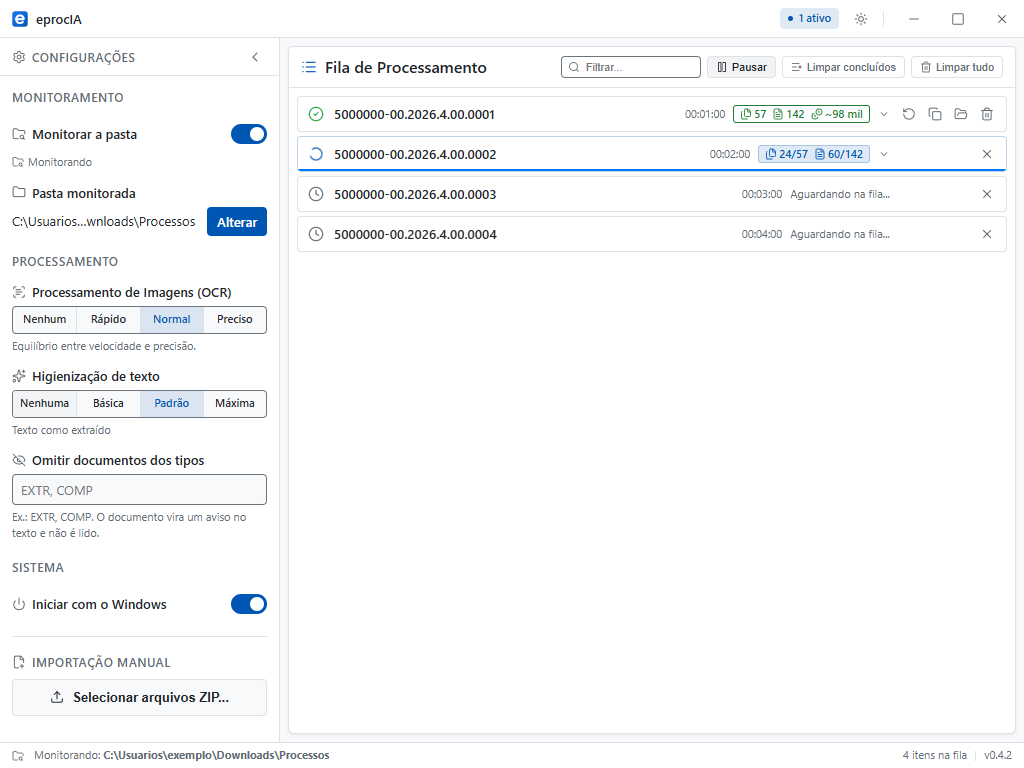 eprocIA
1 ativo
CONFIGURAÇÕES
MONITORAMENTO
Monitorar a pasta
Monitorando
Pasta monitorada
C:\Usuarios...wnloads\Processos
Alterar
PROCESSAMENTO
Processamento de Imagens (OCR)
Nenhum Rápido Normal Preciso
Equilíbrio entre velocidade e precisão.
Higienização de texto
Nenhuma Básica Padrão Máxima
Texto como extraído
Omitir documentos dos tipos
EXTR, COMP
Ex.: EXTR, COMP. O documento vira um aviso no
texto e não é lido.
SISTEMA
Iniciar com o Windows
IMPORTAÇÃO MANUAL
Selecionar arquivos ZIP...
Fila de Processamento
Filtrar...
Pausar
Limpar concluídos
Limpar tudo
5000000-00.2026.4.00.0001 00:01:00 57 142 ~98 mil
5000000-00.2026.4.00.0002 00:02:00 24/57 60/142
5000000-00.2026.4.00.0003 00:03:00 Aguardando na fila...
5000000-00.2026.4.00.0004 00:04:00 Aguardando na fila...
Monitorando: C:\Usuarios\exemplo\Downloads\Processos
4 itens na fila
v0.4.2